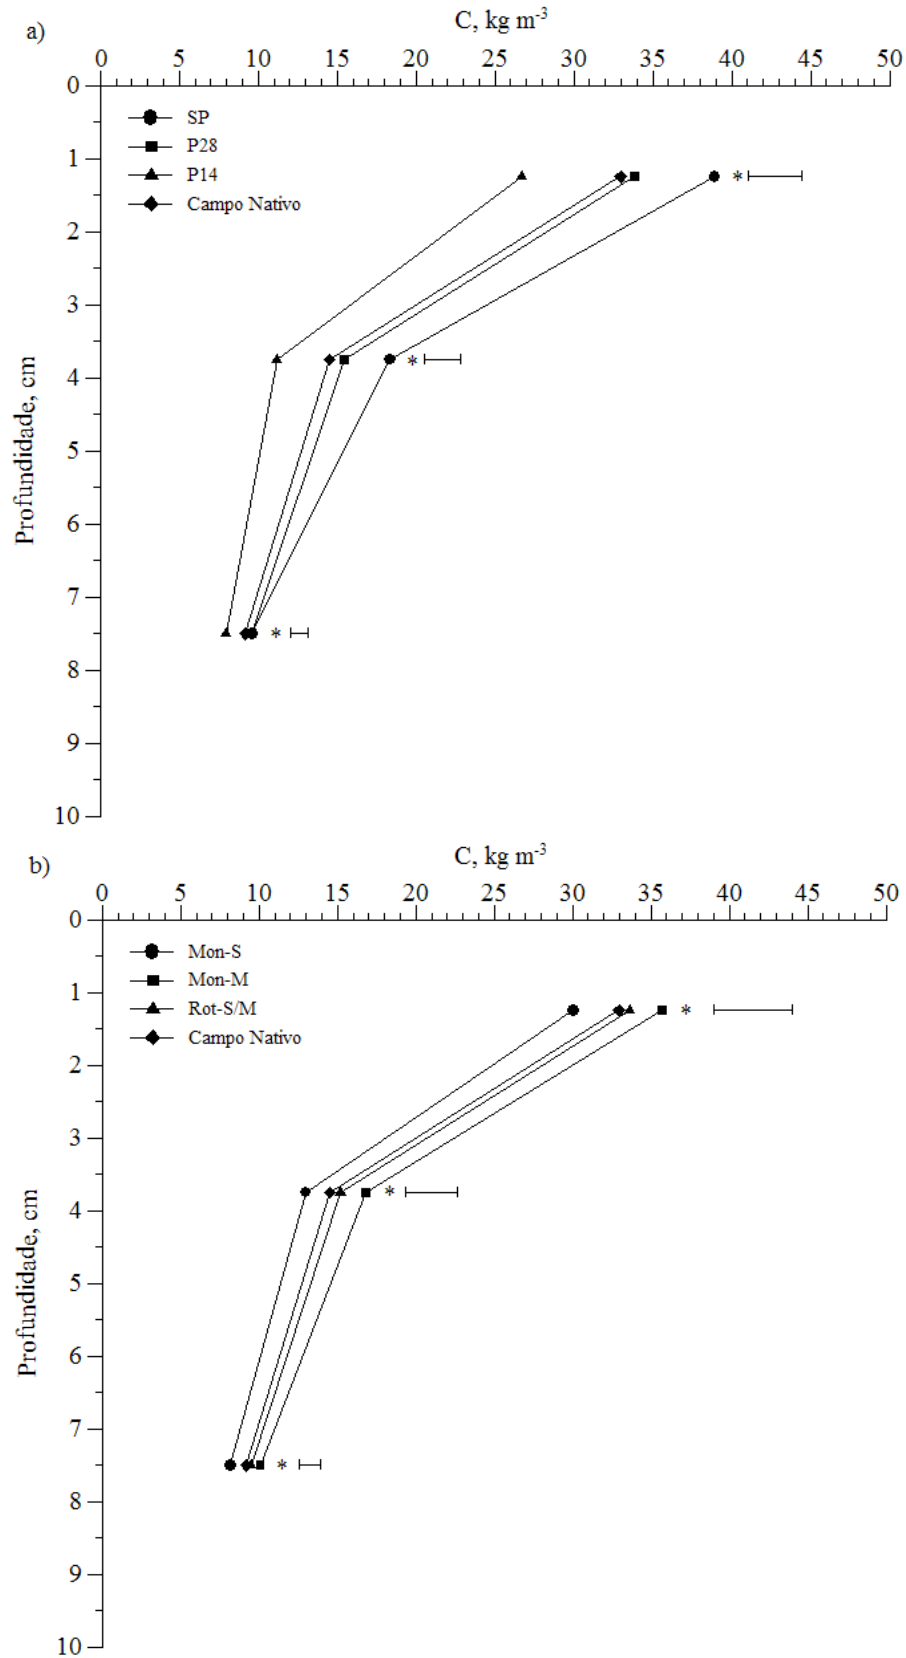 a)
C, kg m-3
0 5 10 15 20 25 30 35 40 45 50
0
1
2
3
4
5
6
7
8
9
10
Profundidade, cm
SP
P28
P14
Campo Nativo
*
*
*
b)
C, kg m-3
0 5 10 15 20 25 30 35 40 45 50
0
1
2
3
4
5
6
7
8
9
10
Profundidade, cm
Mon-S
Mon-M
Rot-S/M
Campo Nativo
*
*
*